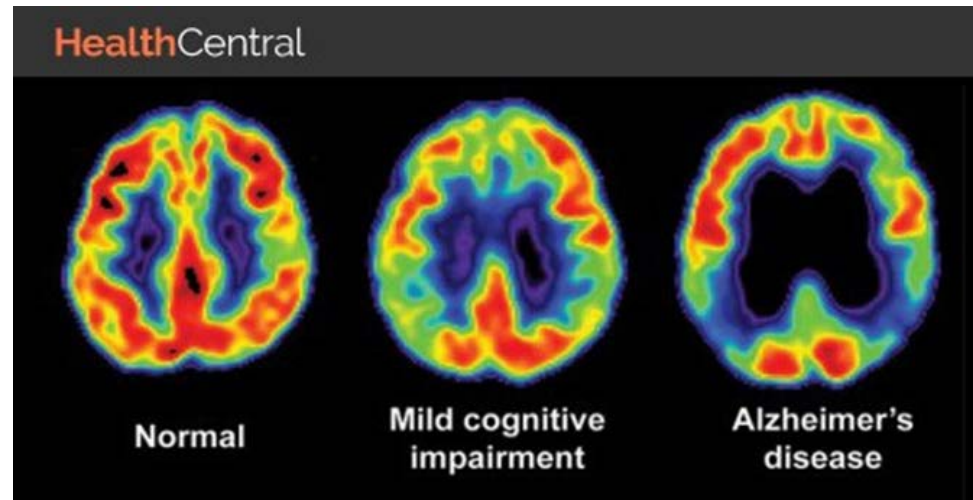 HealthCentral
Normal
Mild cognitive
impairment
Alzheimer's
disease